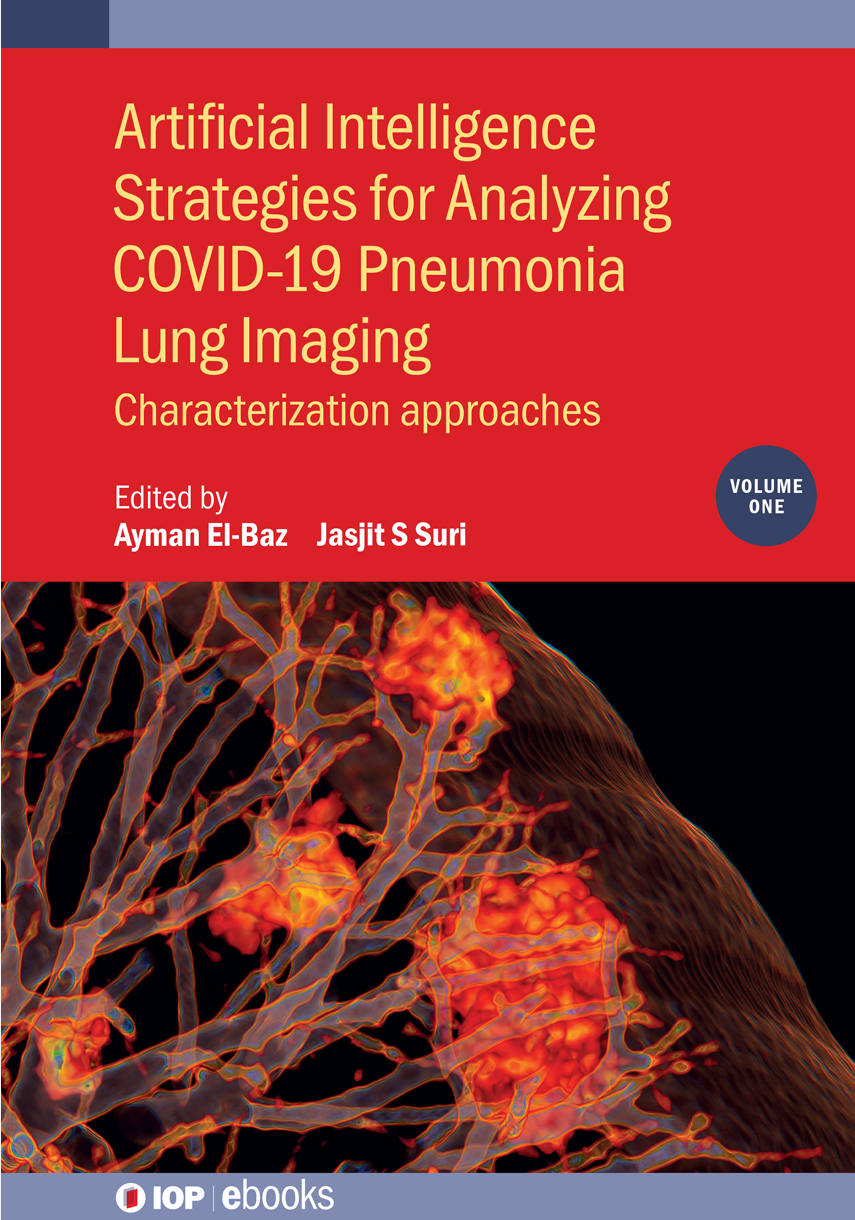 Artificial Intelligence
Strategies for Analyzing
COVID-19 Pneumonia
Lung Imaging
Characterization approaches
Edited by
Ayman El-Baz Jasjit S Suri
VOLUME
ONE
IOP ebooks